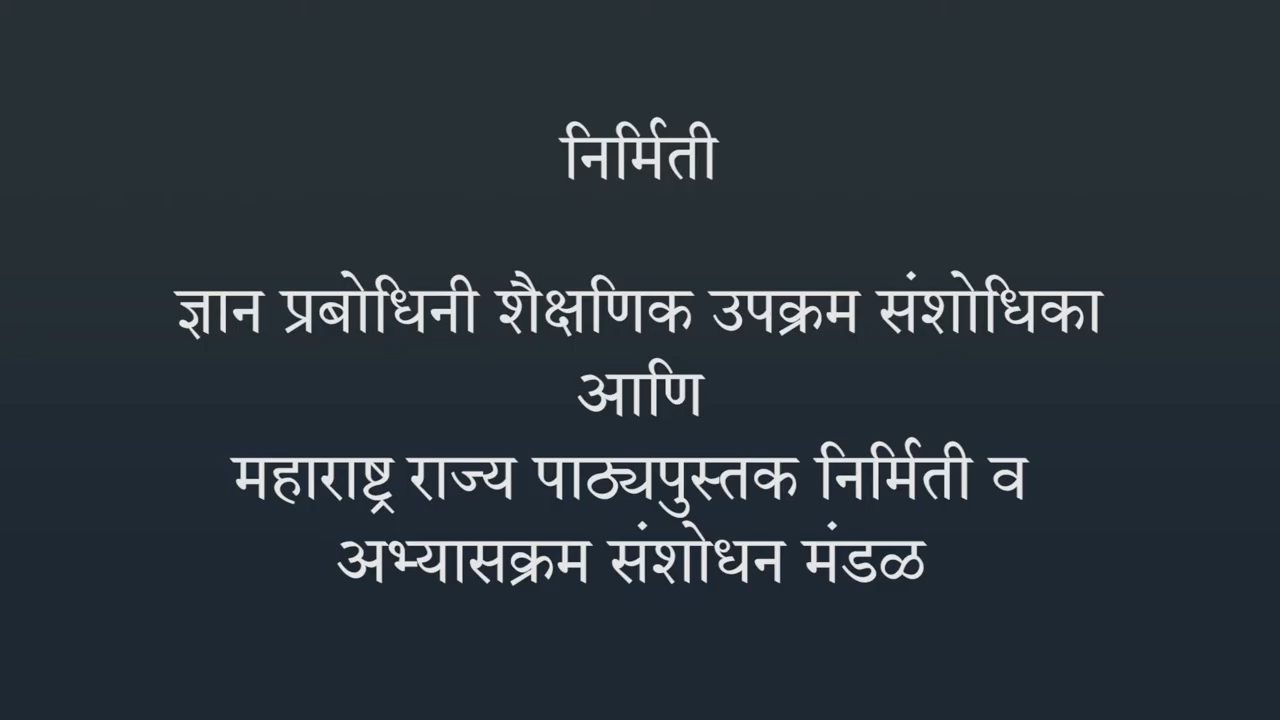 निर्मिती
ज्ञान प्रबोधिनी शैक्षणिक उपक्रम संशोधिका
आणि
महाराष्ट्र राज्य पाठ्यपुस्तक निर्मिती व
अभ्यासक्रम संशोधन मंडळ